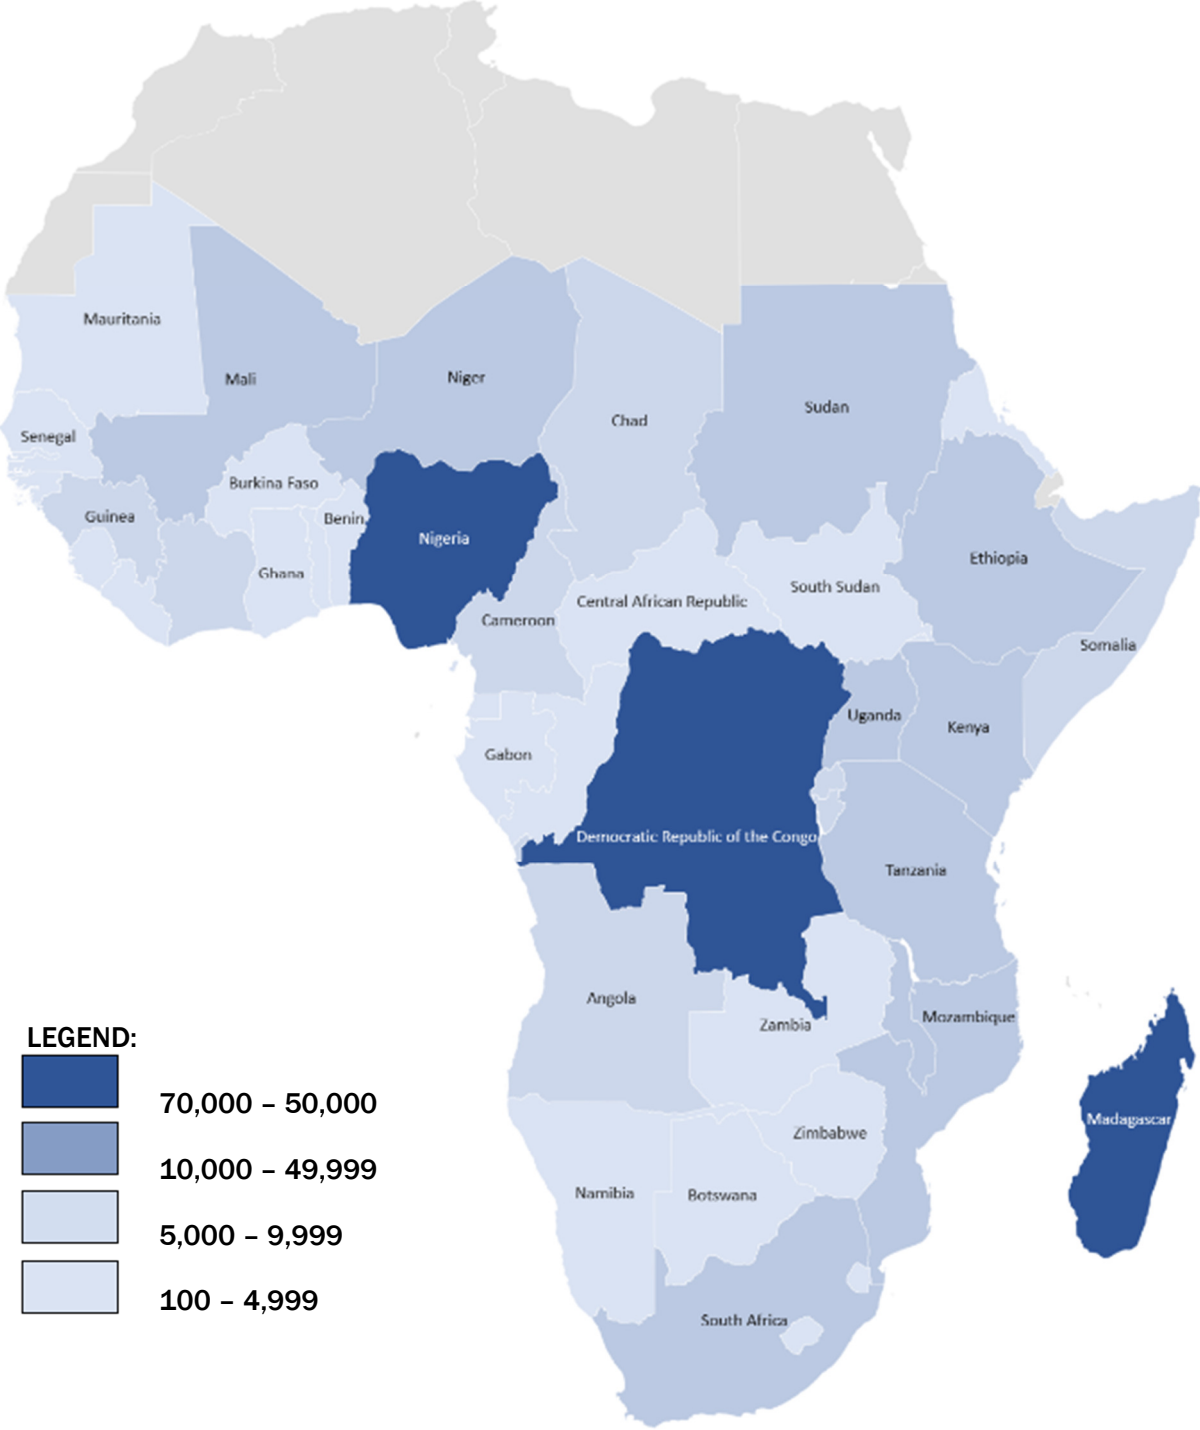 Mauritania
Mali
Niger
Chad
Sudan
Senegal
Burkina Faso
Guinea
Benin
Nigeria
Ghana
Ethiopia
South Sudan
Central African Republic
Cameroon
Somalia
Uganda
Kenya
Gabon
Democratic Republic of the Congo
Tanzania
Angola
Mozambique
Zambia
Madagascar
Zimbabwe
Namibia
Botswana
South Africa
LEGEND:
70,000 – 50,000
10,000 – 49,999
5,000 – 9,999
100 – 4,999